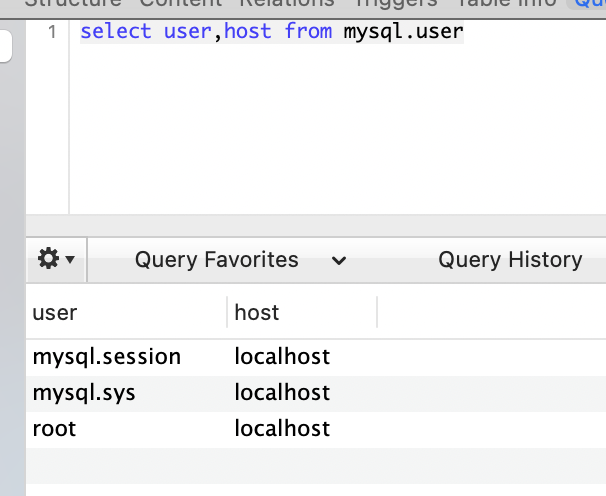 Structure Content Relations Triggers Table Info
1 select user,host from mysql.user
Query Favorites Query History
user host
mysql.session localhost
mysql.sys localhost
root localhost